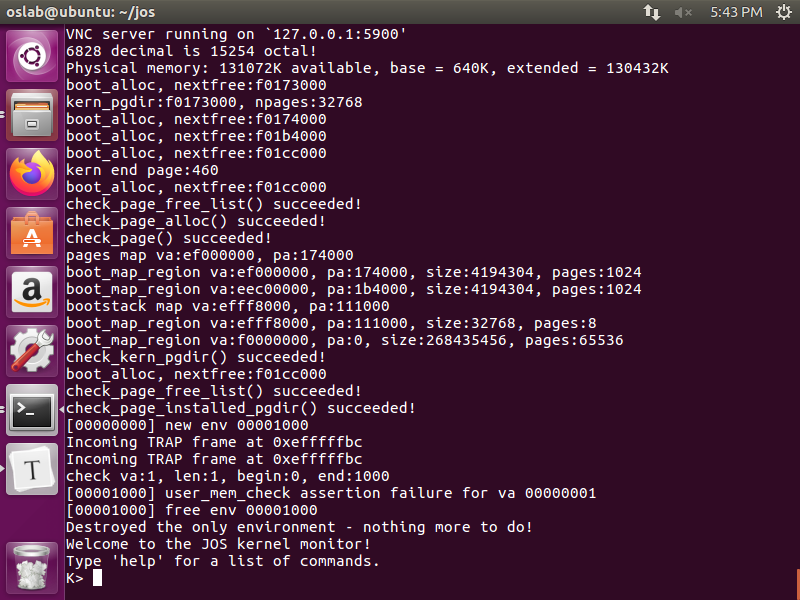 oslab@ubuntu: ~/jos
5:43 PM
VNC server running on `127.0.0.1:5900'
6828 decimal is 15254 octal!
Physical memory: 131072K available, base = 640K, extended = 130432K
boot_alloc, nextfree:f0173000
kern_pgdir:f0173000, npages:32768
boot_alloc, nextfree:f0174000
boot_alloc, nextfree:f01b4000
boot_alloc, nextfree:f01cc000
kern end page:460
boot_alloc, nextfree:f01cc000
check_page_free_list() succeeded!
check_page_alloc() succeeded!
check_page() succeeded!
pages map va:ef000000, pa:174000
boot_map_region va:ef000000, pa:174000, size:4194304, pages:1024
boot_map_region va:eec00000, pa:1b4000, size:4194304, pages:1024
bootstack map va:efff8000, pa:111000
boot_map_region va:efff8000, pa:111000, size:32768, pages:8
boot_map_region va:f0000000, pa:0, size:268435456, pages:65536
check_kern_pgdir() succeeded!
boot_alloc, nextfree:f01cc000
check_page_free_list() succeeded!
check_page_installed_pgdir() succeeded!
[00000000] new env 00001000
Incoming TRAP frame at 0xefffffbc
Incoming TRAP frame at 0xefffffbc
check va:1, len:1, begin:0, end:1000
[00001000] user_mem_check assertion failure for va 00000001
[00001000] free env 00001000
Destroyed the only environment - nothing more to do!
Welcome to the JOS kernel monitor!
Type 'help' for a list of commands.
K>